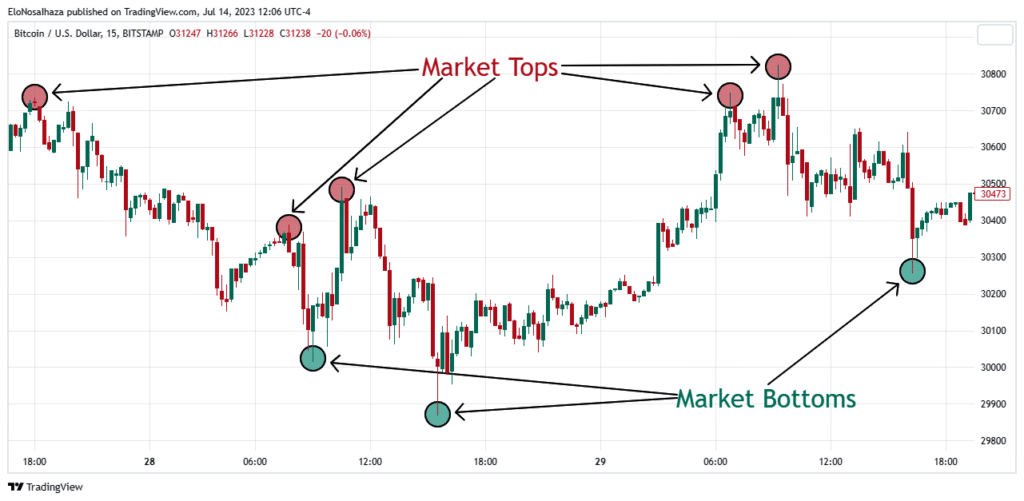 EloNosalhaza published on TradingView.com, Jul 14, 2023 12:06 UTC-4
Bitcoin / U.S. Dollar, 15, BITSTAMP O31247 H31266 L31228 C31238 −20 (−0.06%)
Market Tops
30800
30700
30600
30500
30473
30400
30300
30200
30100
30000
Market Bottoms
29900
29800
18:00 28 06:00 12:00 18:00 29 06:00 12:00 18:00
TradingView